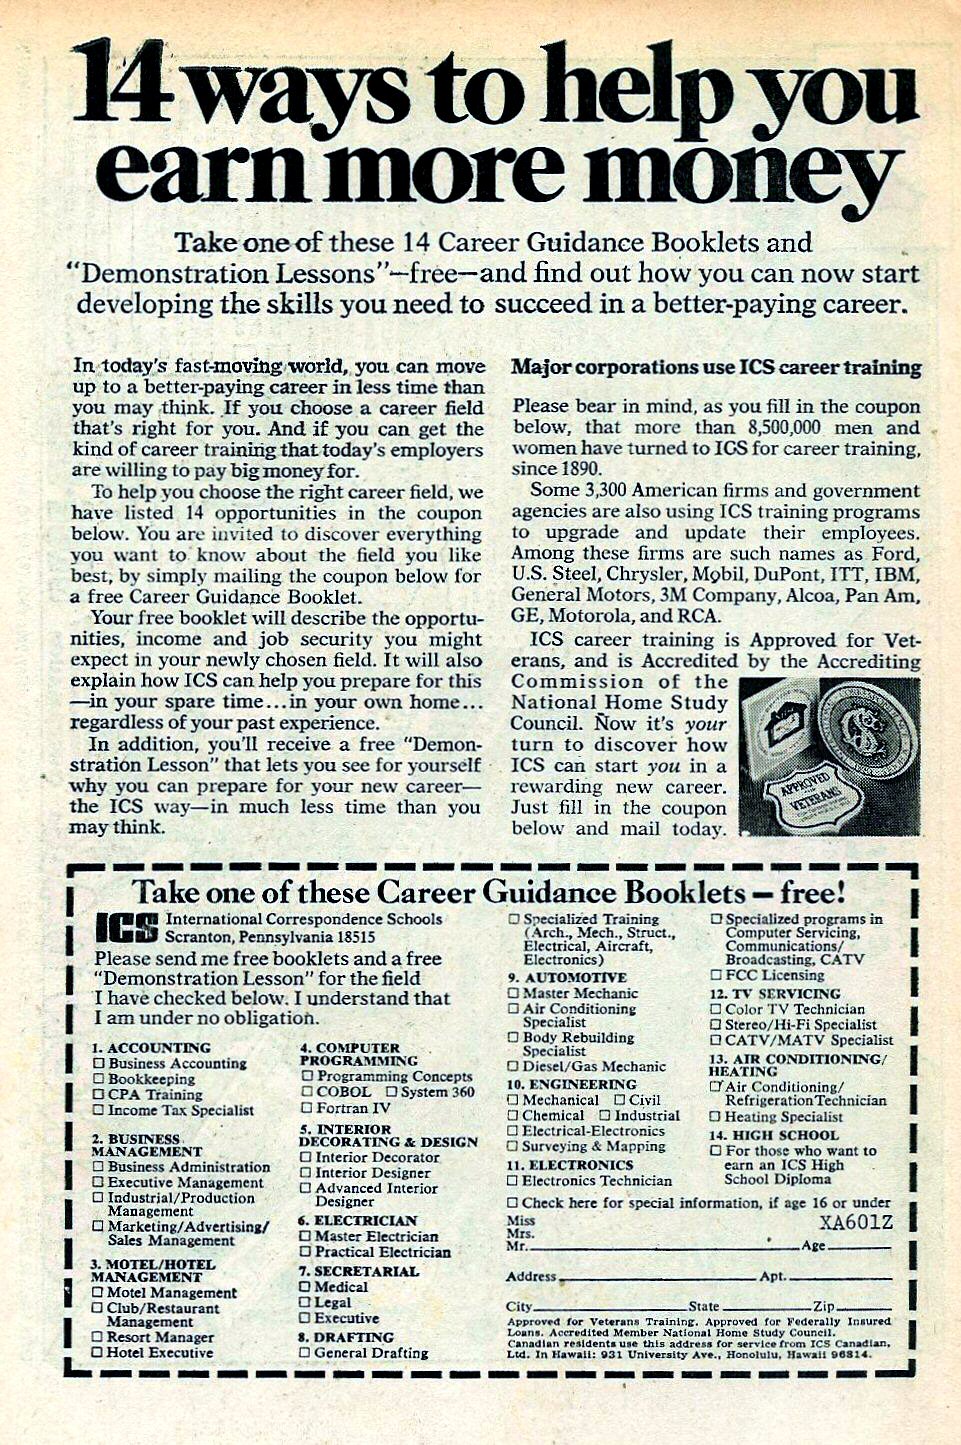 14 ways to help you
earn more money
Take one of these 14 Career Guidance Booklets and
“Demonstration Lessons”—free—and find out how you can now start
developing the skills you need to succeed in a better-paying career.
In today's fast-moving world, you can move
up to a better-paying career in less time than
you may think. If you choose a career field
that's right for you. And if you can get the
kind of career training that today's employers
are willing to pay big money for.
To help you choose the right career field, we
have listed 14 opportunities in the coupon
below. You are invited to discover everything
you want to know about the field you like
best, by simply mailing the coupon below for
a free Career Guidance Booklet.
Your free booklet will describe the opportu-
nities, income and job security you might
expect in your newly chosen field. It will also
explain how ICS can help you prepare for this
—in your spare time...in your own home...
regardless of your past experience.
In addition, you'll receive a free “Demon-
stration Lesson” that lets you see for yourself
why you can prepare for your new career—
the ICS way—in much less time than you
may think.
Major corporations use ICS career training
Please bear in mind, as you fill in the coupon
below, that more than 8,500,000 men and
women have turned to ICS for career training,
since 1890.
Some 3,300 American firms and government
agencies are also using ICS training programs
to upgrade and update their employees.
Among these firms are such names as Ford,
U.S. Steel, Chrysler, Mobil, DuPont, ITT, IBM,
General Motors, 3M Company, Alcoa, Pan Am,
GE, Motorola, and RCA.
ICS career training is Approved for Vet-
erans, and is Accredited by the Accrediting
Commission of the
National Home Study
Council. Now it's your
turn to discover how
ICS can start you in a
rewarding new career.
Just fill in the coupon
below and mail today.
APPROVED
VETERANS
Take one of these Career Guidance Booklets — free!
ICS International Correspondence Schools
Scranton, Pennsylvania 18515
Please send me free booklets and a free
“Demonstration Lesson” for the field
I have checked below. I understand that
I am under no obligation.
1. ACCOUNTING
☐ Business Accounting
☐ Bookkeeping
☐ CPA Training
☐ Income Tax Specialist
2. BUSINESS
MANAGEMENT
☐ Business Administration
☐ Executive Management
☐ Industrial/Production
Management
☐ Marketing/Advertising/
Sales Management
3. MOTEL/HOTEL
MANAGEMENT
☐ Motel Management
☐ Club/Restaurant
Management
☐ Resort Manager
☐ Hotel Executive
4. COMPUTER
PROGRAMMING
☐ Programming Concepts
☐ COBOL ☐ System 360
☐ Fortran IV
5. INTERIOR
DECORATING & DESIGN
☐ Interior Decorator
☐ Interior Designer
☐ Advanced Interior
Designer
6. ELECTRICIAN
☐ Master Electrician
☐ Practical Electrician
7. SECRETARIAL
☐ Medical
☐ Legal
☐ Executive
8. DRAFTING
☐ General Drafting
☐ Specialized Training
(Arch., Mech., Struct.,
Electrical, Aircraft,
Electronics)
9. AUTOMOTIVE
☐ Master Mechanic
☐ Air Conditioning
Specialist
☐ Body Rebuilding
Specialist
☐ Diesel/Gas Mechanic
10. ENGINEERING
☐ Mechanical ☐ Civil
☐ Chemical ☐ Industrial
☐ Electrical-Electronics
☐ Surveying & Mapping
11. ELECTRONICS
☐ Electronics Technician
☐ Specialized programs in
Computer Servicing,
Communications/
Broadcasting, CATV
☐ FCC Licensing
12. TV SERVICING
☐ Color TV Technician
☐ Stereo/Hi-Fi Specialist
☐ CATV/MATV Specialist
13. AIR CONDITIONING/
HEATING
☐ Air Conditioning/
Refrigeration Technician
☐ Heating Specialist
14. HIGH SCHOOL
☐ For those who want to
earn an ICS High
School Diploma
☐ Check here for special information, if age 16 or under
Miss XA601Z
Mrs.
Mr. Age
Address Apt.
City State Zip
Approved for Veterans Training. Approved for Federally Insured
Loans. Accredited Member National Home Study Council.
Canadian residents use this address for service from ICS Canadian,
Ltd. In Hawaii: 931 University Ave., Honolulu, Hawaii 96814.